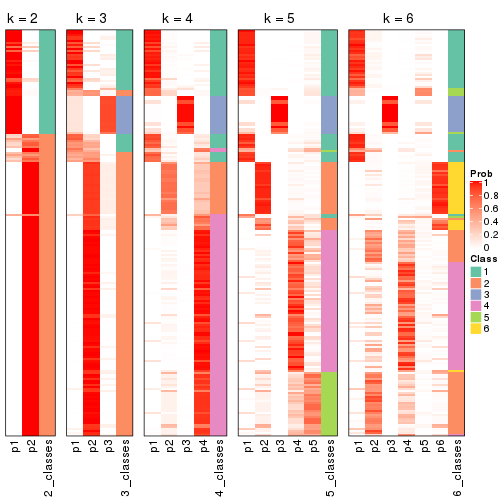 k = 2
k = 3
k = 4
k = 5
k = 6
p1
p2
2_classes
p1
p2
p3
3_classes
p1
p2
p3
p4
4_classes
p1
p2
p3
p4
p5
5_classes
p1
p2
p3
p4
p5
p6
6_classes
Prob
1
0.8
0.6
0.4
0.2
0
Class
1
2
3
4
5
6